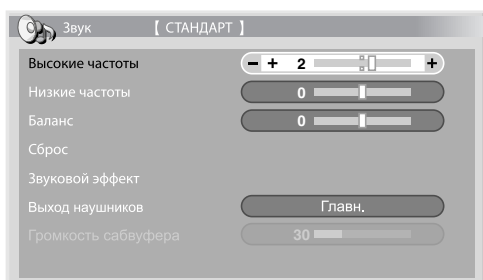 Звук 【 СТАНДАРТ 】
Высокие частоты − + 2 +
Низкие частоты 0
Баланс 0
Сброс
Звуковой эффект
Выход наушников Главн.
Громкость сабвуфера 30